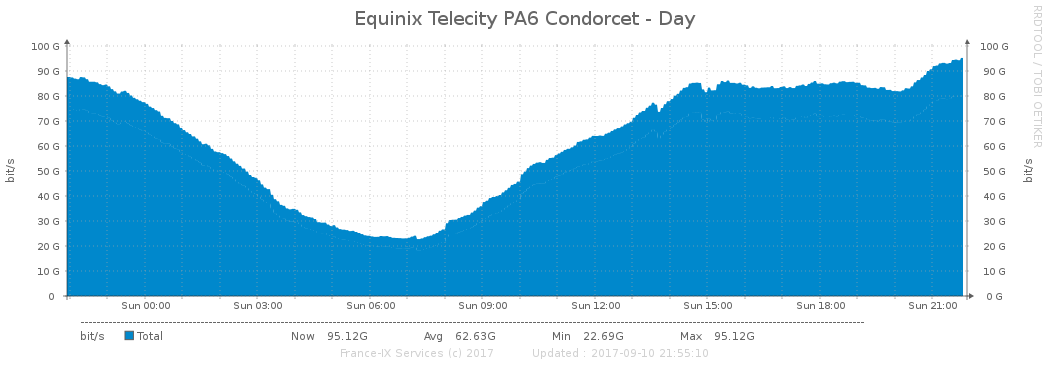 Equinix Telecity PA6 Condorcet - Day
RRDTOOL / TOBI OETIKER
100 G 100 G
90 G 90 G
80 G 80 G
70 G 70 G
60 G 60 G
50 G 50 G
40 G 40 G
30 G 30 G
20 G 20 G
10 G 10 G
0 0 G
bit/s bit/s
Sun 00:00 Sun 03:00 Sun 06:00 Sun 09:00 Sun 12:00 Sun 15:00 Sun 18:00 Sun 21:00
bit/s Total Now 95.12G Avg 62.63G Min 22.69G Max 95.12G
France-IX Services (c) 2017 Updated : 2017-09-10 21:55:10